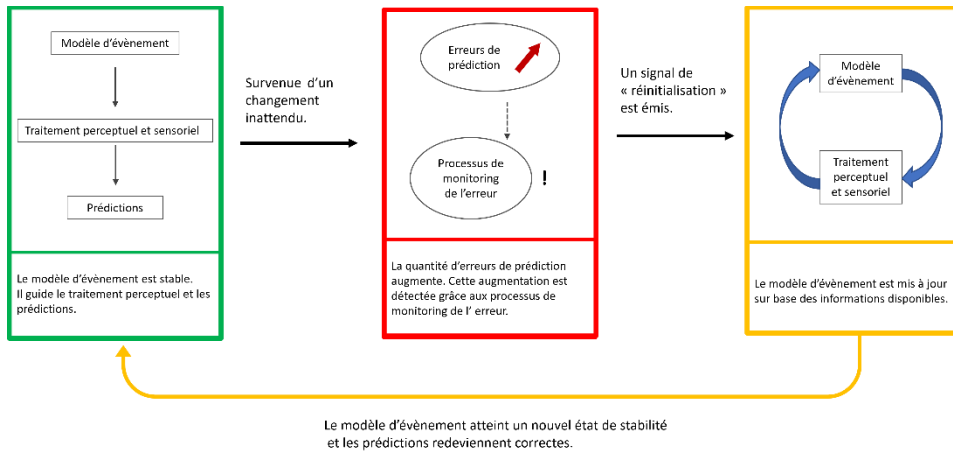 Modèle d'évènement
Traitement perceptuel et sensoriel
Prédictions
Le modèle d'évènement est stable.
Il guide le traitement perceptuel et les
prédictions.
Survenue d'un
changement
inattendu.
Erreurs de
prédiction
Processus de
monitoring
de l'erreur
!
La quantité d'erreurs de prédiction
augmente. Cette augmentation est
détectée grâce aux processus de
monitoring de l' erreur.
Un signal de
« réinitialisation »
est émis.
Modèle
d'évènement
Traitement
perceptuel
et sensoriel
Le modèle d'évènement est mis à jour
sur base des informations disponibles.
Le modèle d'évènement atteint un nouvel état de stabilité
et les prédictions redeviennent correctes.